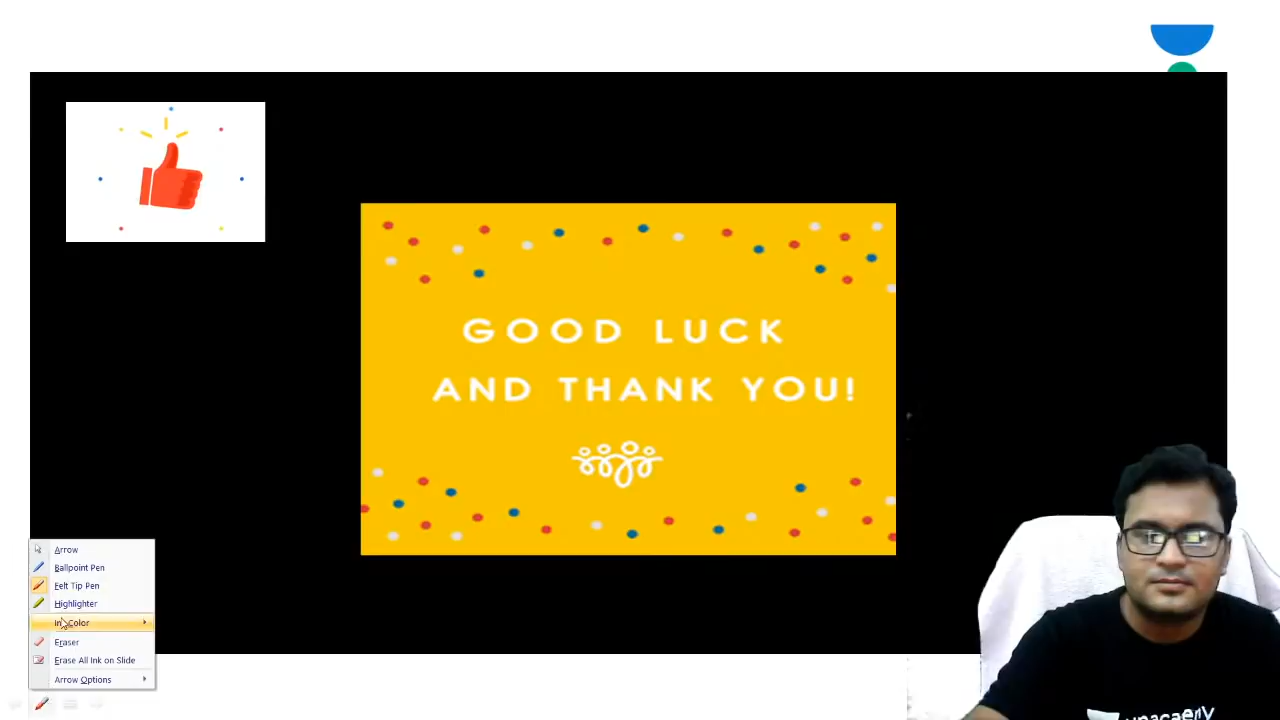 GOOD LUCK
AND THANK YOU!
Arrow
Ballpoint Pen
Felt Tip Pen
Highlighter
Color
Eraser
Erase All Ink on Slide
Arrow Options